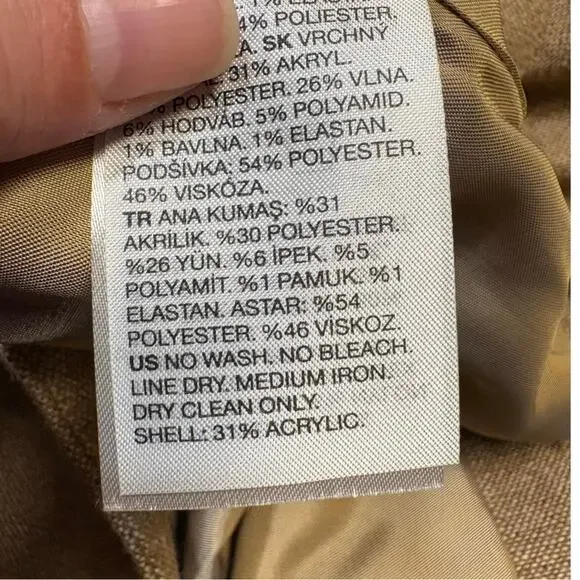 4% POLIESTER.
SK VRCHNÝ
31% AKRYL.
POLYESTER. 26% VLNA.
6% HODVÁB. 5% POLYAMID.
1% BAVLNA. 1% ELASTAN.
PODŠÍVKA: 54% POLYESTER.
46% VISKÓZA.
TR ANA KUMAŞ: %31
AKRİLİK. %30 POLYESTER.
%26 YUN. %6 İPEK. %5
POLYAMİT. %1 PAMUK. %1
ELASTAN. ASTAR: %54
POLYESTER. %46 VİSKOZ.
US NO WASH. NO BLEACH.
LINE DRY. MEDIUM IRON.
DRY CLEAN ONLY.
SHELL: 31% ACRYLIC.